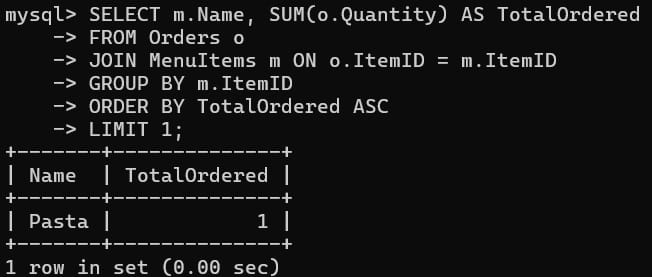 mysql> SELECT m.Name, SUM(o.Quantity) AS TotalOrdered
    -> FROM Orders o
    -> JOIN MenuItems m ON o.ItemID = m.ItemID
    -> GROUP BY m.ItemID
    -> ORDER BY TotalOrdered ASC
    -> LIMIT 1;
+-------+--------------+
| Name  | TotalOrdered |
+-------+--------------+
| Pasta |            1 |
+-------+--------------+
1 row in set (0.00 sec)